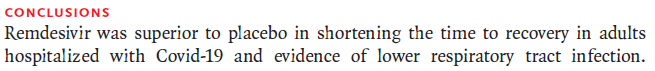 CONCLUSIONS
Remdesivir was superior to placebo in shortening the time to recovery in adults
hospitalized with Covid-19 and evidence of lower respiratory tract infection.